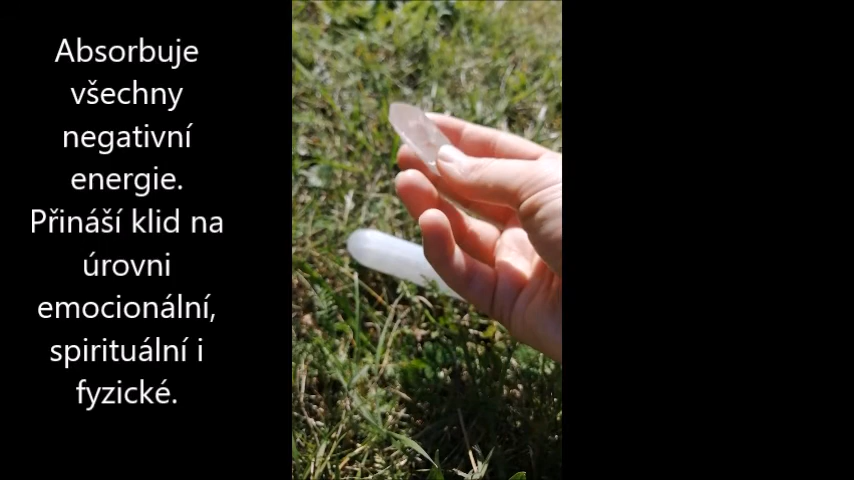 Absorbuje
všechny
negativní
energie.
Přináší klid na
úrovni
emocionální,
spirituální i
fyzické.